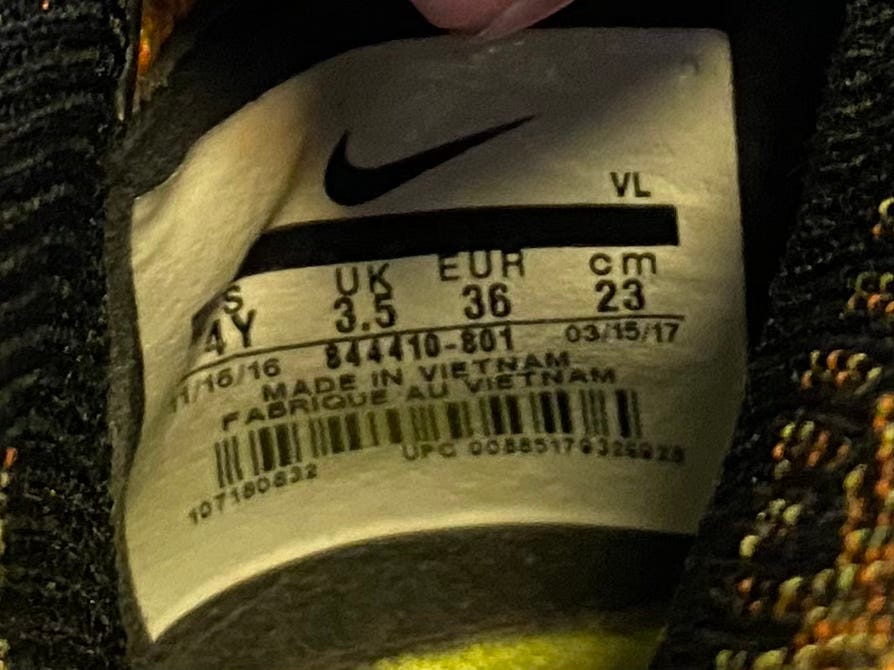 VL
S UK EUR cm
4Y 3.5 36 23
11/16/16 844410-801 03/15/17
MADE IN VIETNAM
FABRIQUE AU VIETNAM
UPC
107180832